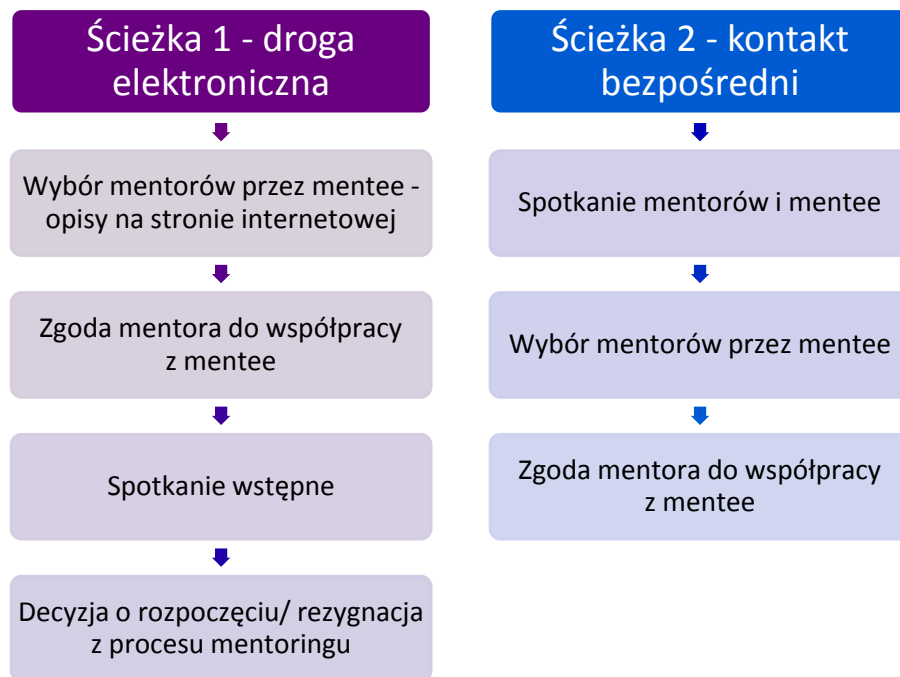 Ścieżka 1 - droga
elektroniczna
Wybór mentorów przez mentee -
opisy na stronie internetowej
Zgoda mentora do współpracy
z mentee
Spotkanie wstępne
Decyzja o rozpoczęciu/ rezygnacja
z procesu mentoringu
Ścieżka 2 - kontakt
bezpośredni
Spotkanie mentorów i mentee
Wybór mentorów przez mentee
Zgoda mentora do współpracy
z mentee